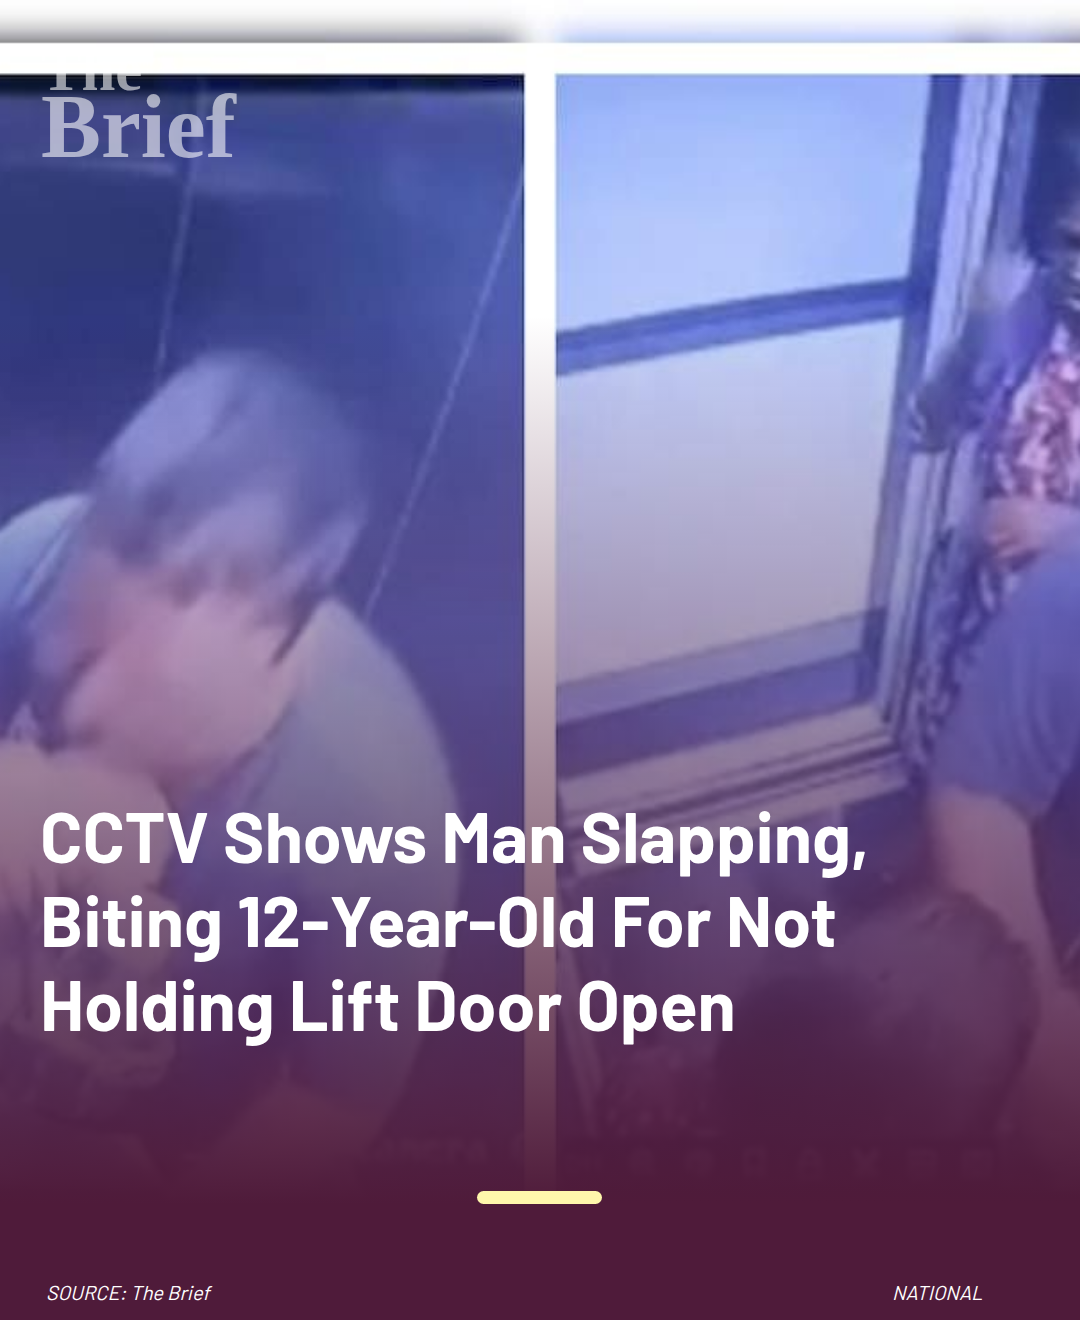 The
Brief
CCTV Shows Man Slapping,
Biting 12-Year-Old For Not
Holding Lift Door Open
SOURCE: The Brief
NATIONAL